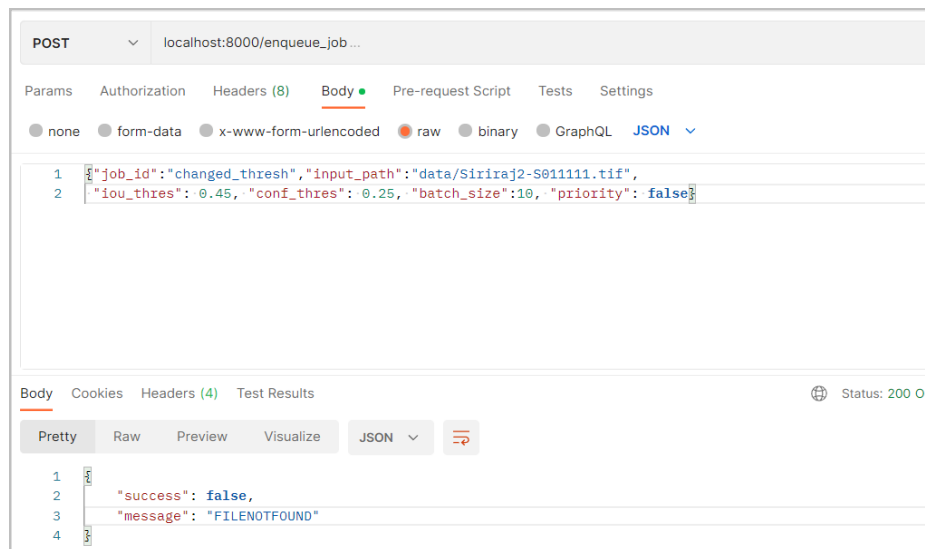 POST localhost:8000/enqueue_job ...
Params Authorization Headers (8) Body Pre-request Script Tests Settings
none form-data x-www-form-urlencoded raw binary GraphQL JSON
1 {"job_id":"changed_thresh","input_path":"data/Siriraj2-S011111.tif",
2 "iou_thres": 0.45, "conf_thres": 0.25, "batch_size":10, "priority": false}
Body Cookies Headers (4) Test Results Status: 200 O
Pretty Raw Preview Visualize JSON
1 {
2 "success": false,
3 "message": "FILENOTFOUND"
4 }